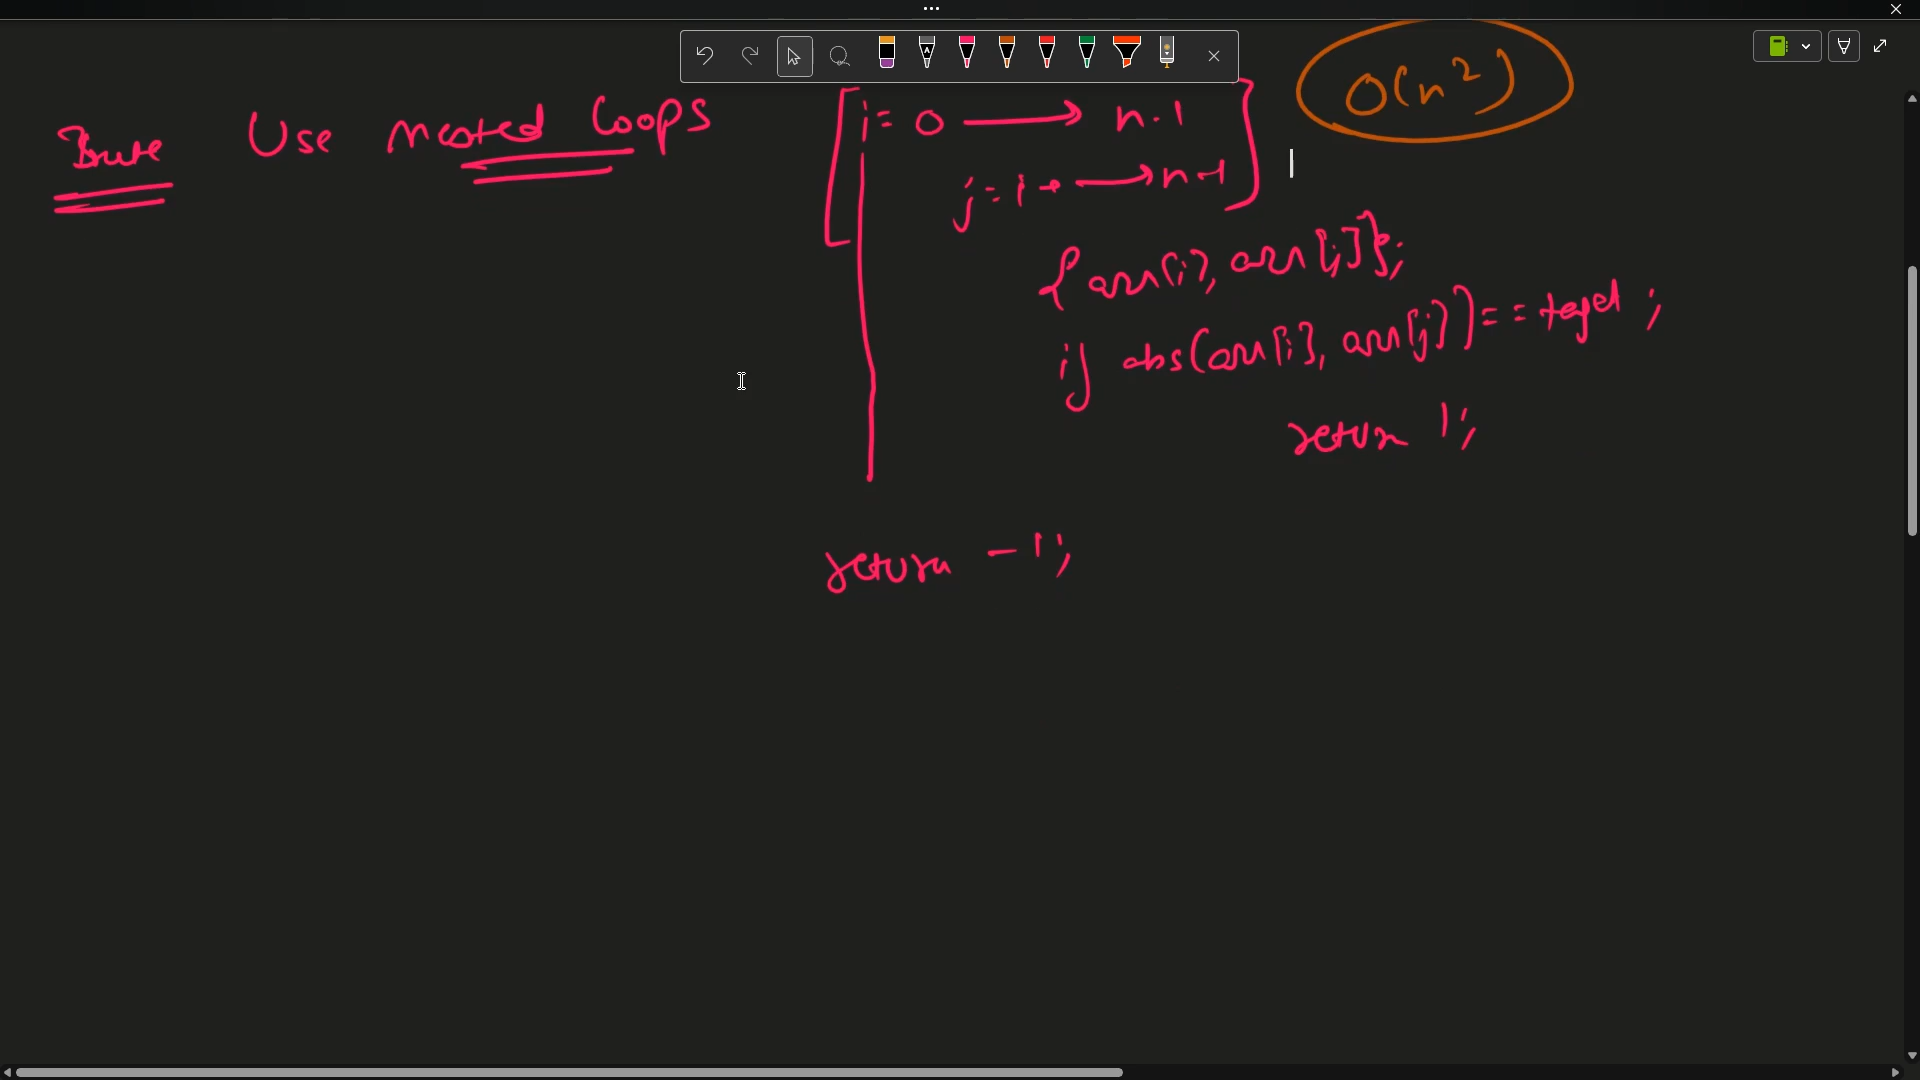 Brute Use nested loops
i = 0 → n-1
O(n²)
j = i+ → n-1
{arr[i], arr[j]};
if abs(arr[i], arr[j]) == target ;
return 1;
return -1;